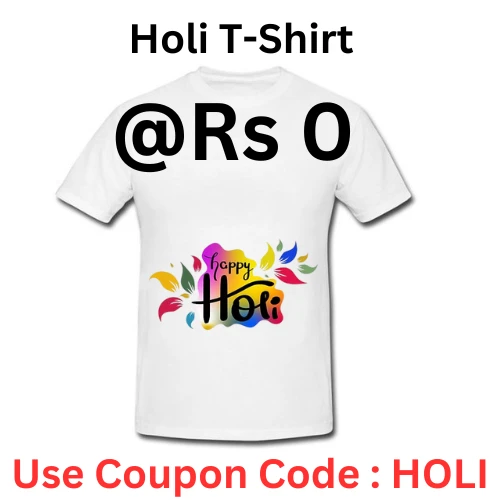 Holi T-Shirt
@Rs 0
happy
Holi
Use Coupon Code : HOLI